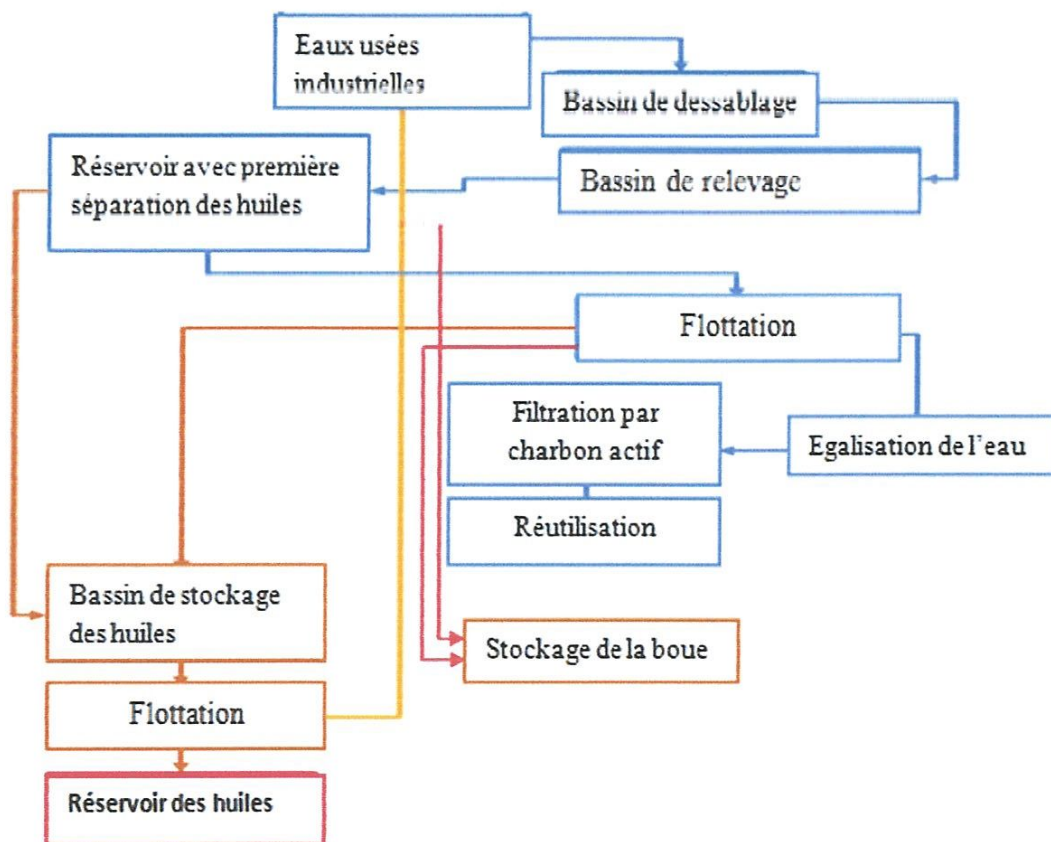 Eaux usées
industrielles
Bassin de dessablage
Réservoir avec première
séparation des huiles
Bassin de relevage
Flottation
Filtration par
charbon actif
Egalisation de l'eau
Réutilisation
Bassin de stockage
des huiles
Stockage de la boue
Flottation
Réservoir des huiles